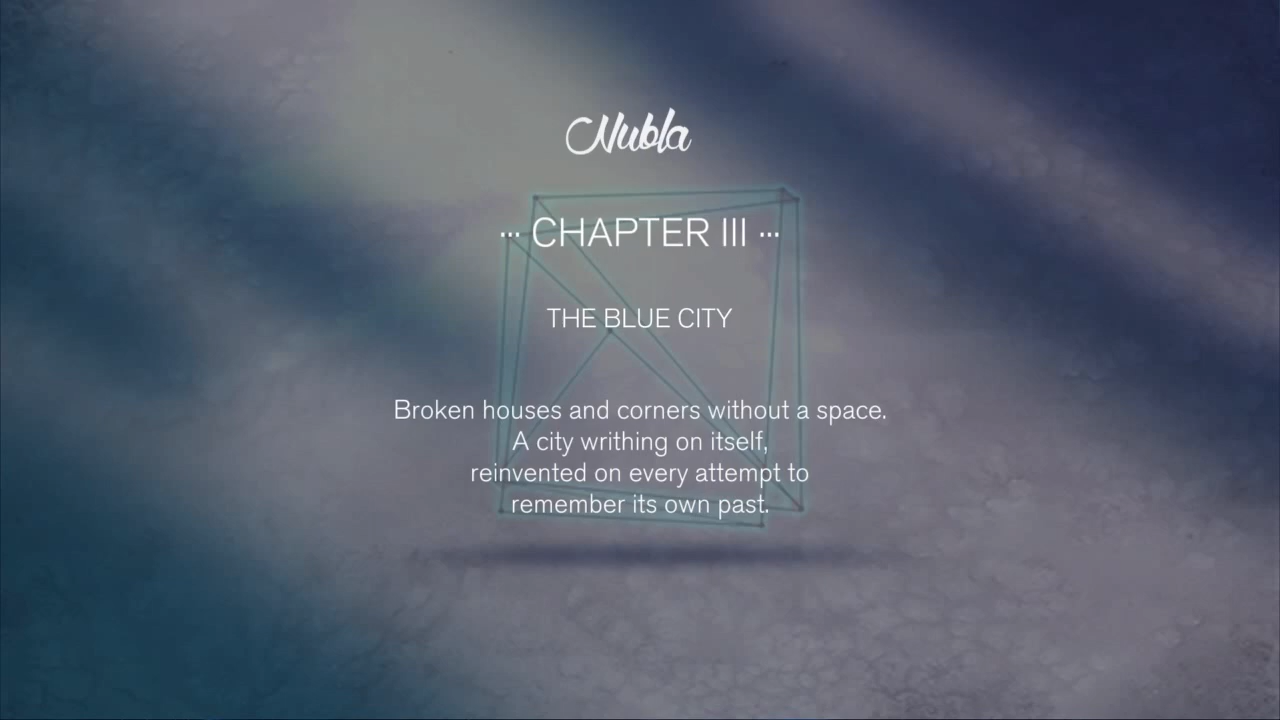 Nubla
··· CHAPTER III ···
THE BLUE CITY
Broken houses and corners without a space.
A city writhing on itself,
reinvented on every attempt to
remember its own past.